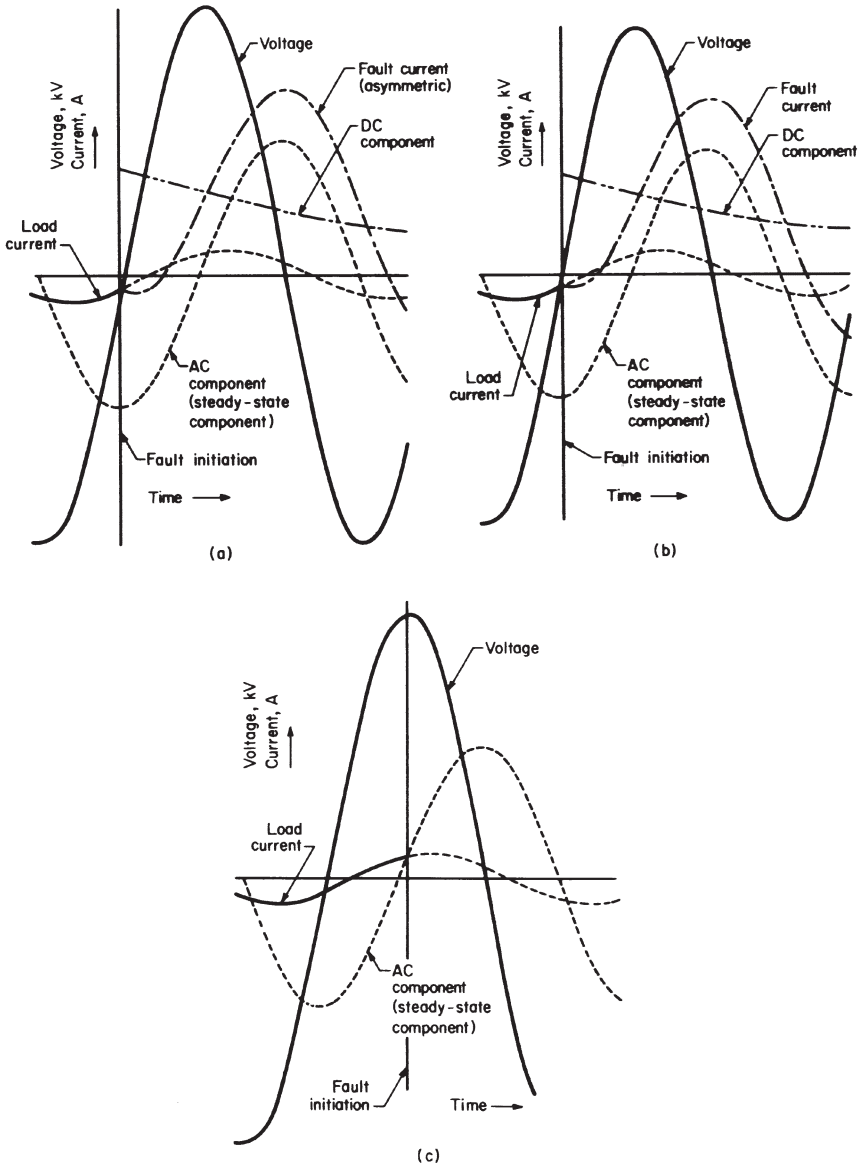 Voltage, kV
Current, A
Voltage
Fault current
(asymmetric)
DC
component
Load
current
AC
component
(steady-state
component)
Fault initiation
Time
(a)
Voltage, kV
Current, A
Voltage
Fault
current
DC
component
Load
current
AC
component
(steady-state
component)
Fault initiation
Time
(b)
Voltage, kV
Current, A
Voltage
Load
current
AC
component
(steady-state
component)
Fault
initiation
Time
(c)